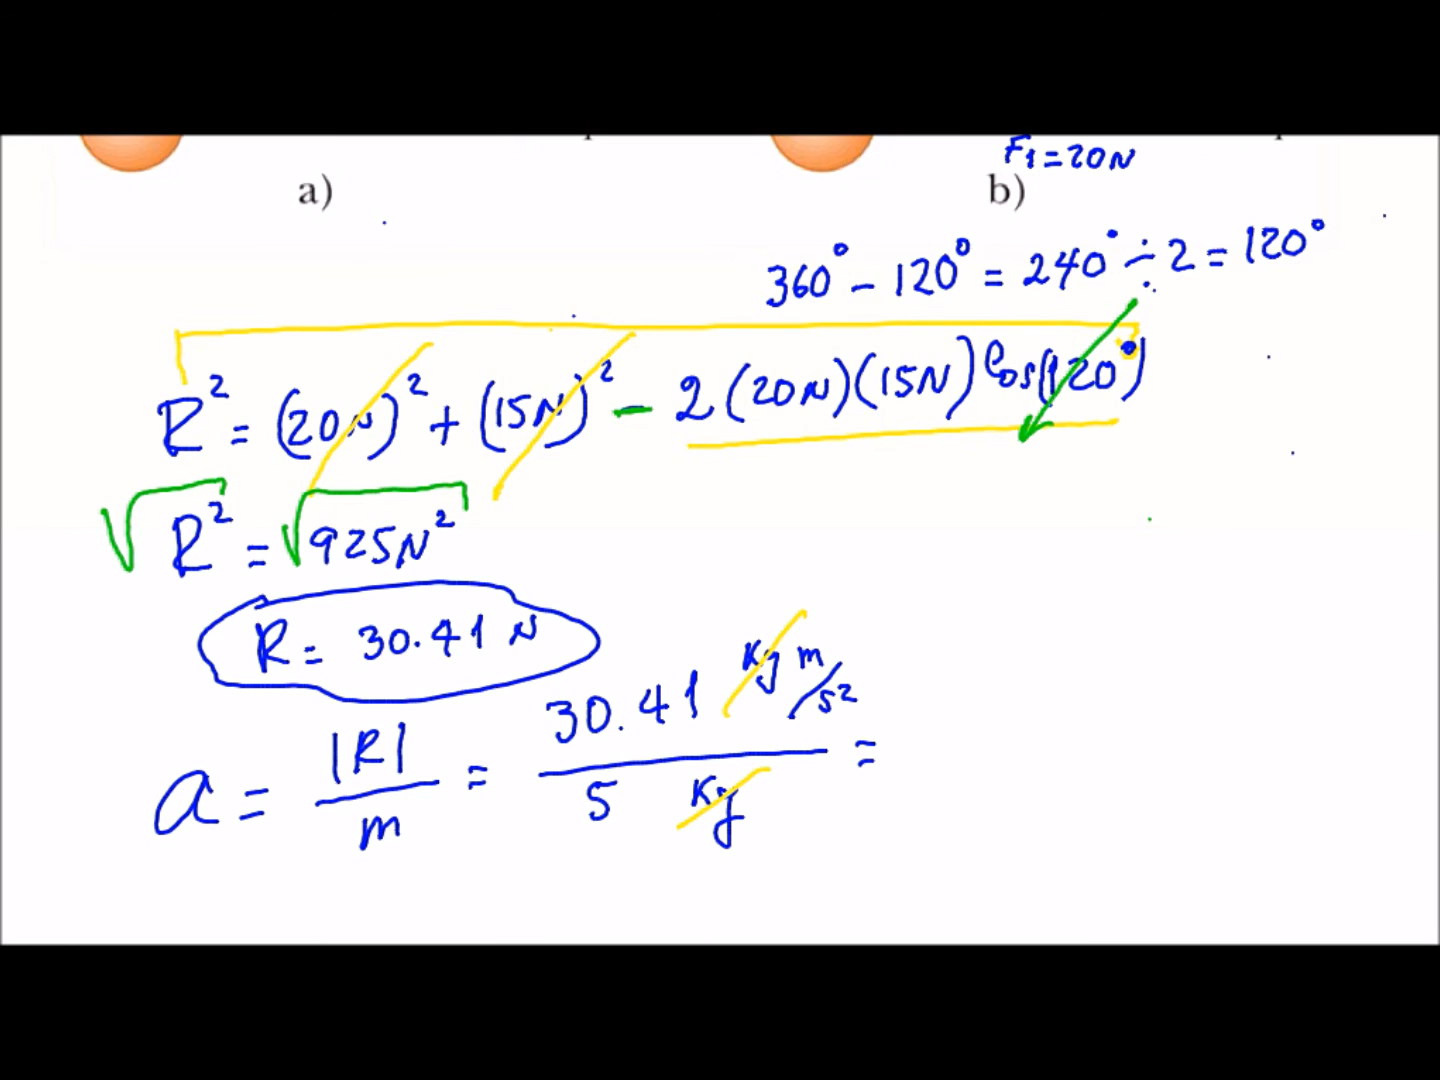 F1 = 20N
a) b)
360° - 120° = 240° ÷ 2 = 120°
R² = (20N)² + (15N)² - 2(20N)(15N) Cos(120°)
√R² = √925N²
R = 30.41 N
a = |R|/m = 30.41 Kg m/s² / 5 Kg =